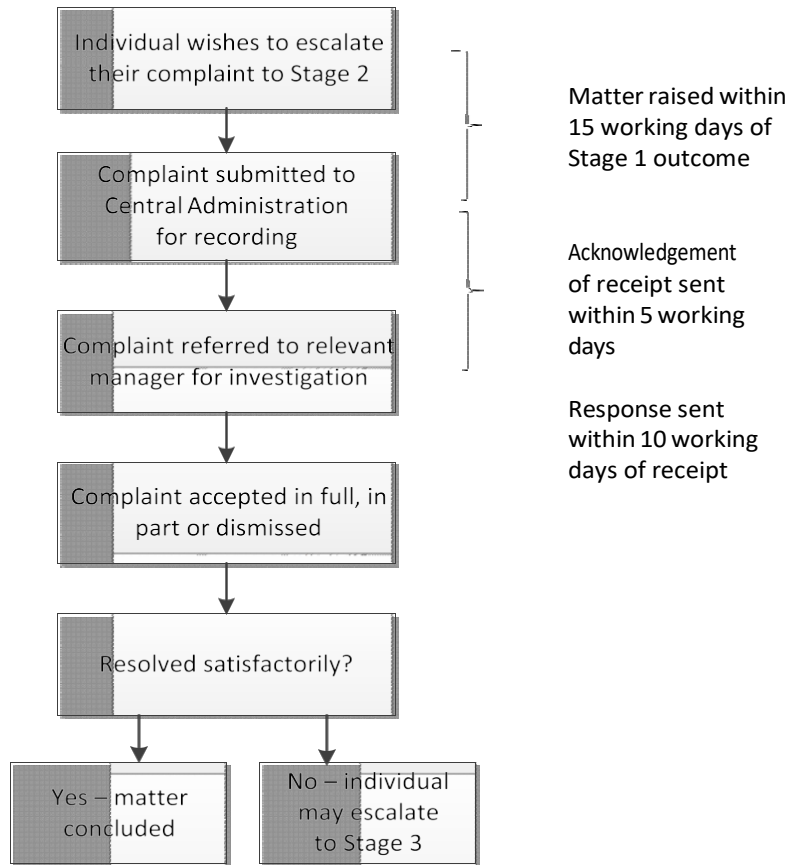 Individual wishes to escalate
their complaint to Stage 2
Matter raised within
15 working days of
Stage 1 outcome
Complaint submitted to
Central Administration
for recording
Acknowledgement
of receipt sent
within 5 working
days
Complaint referred to relevant
manager for investigation
Response sent
within 10 working
days of receipt
Complaint accepted in full, in
part or dismissed
Resolved satisfactorily?
Yes – matter
concluded
No – individual
may escalate
to Stage 3